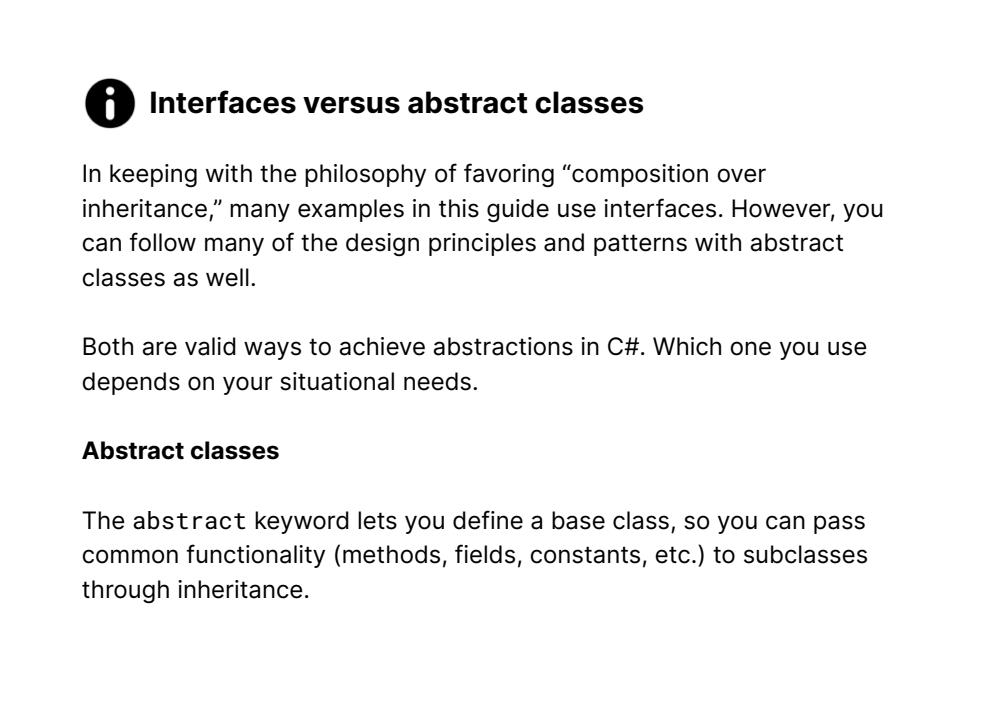 Interfaces versus abstract classes
In keeping with the philosophy of favoring “composition over
inheritance,” many examples in this guide use interfaces. However, you
can follow many of the design principles and patterns with abstract
classes as well.
Both are valid ways to achieve abstractions in C#. Which one you use
depends on your situational needs.
Abstract classes
The abstract keyword lets you define a base class, so you can pass
common functionality (methods, fields, constants, etc.) to subclasses
through inheritance.